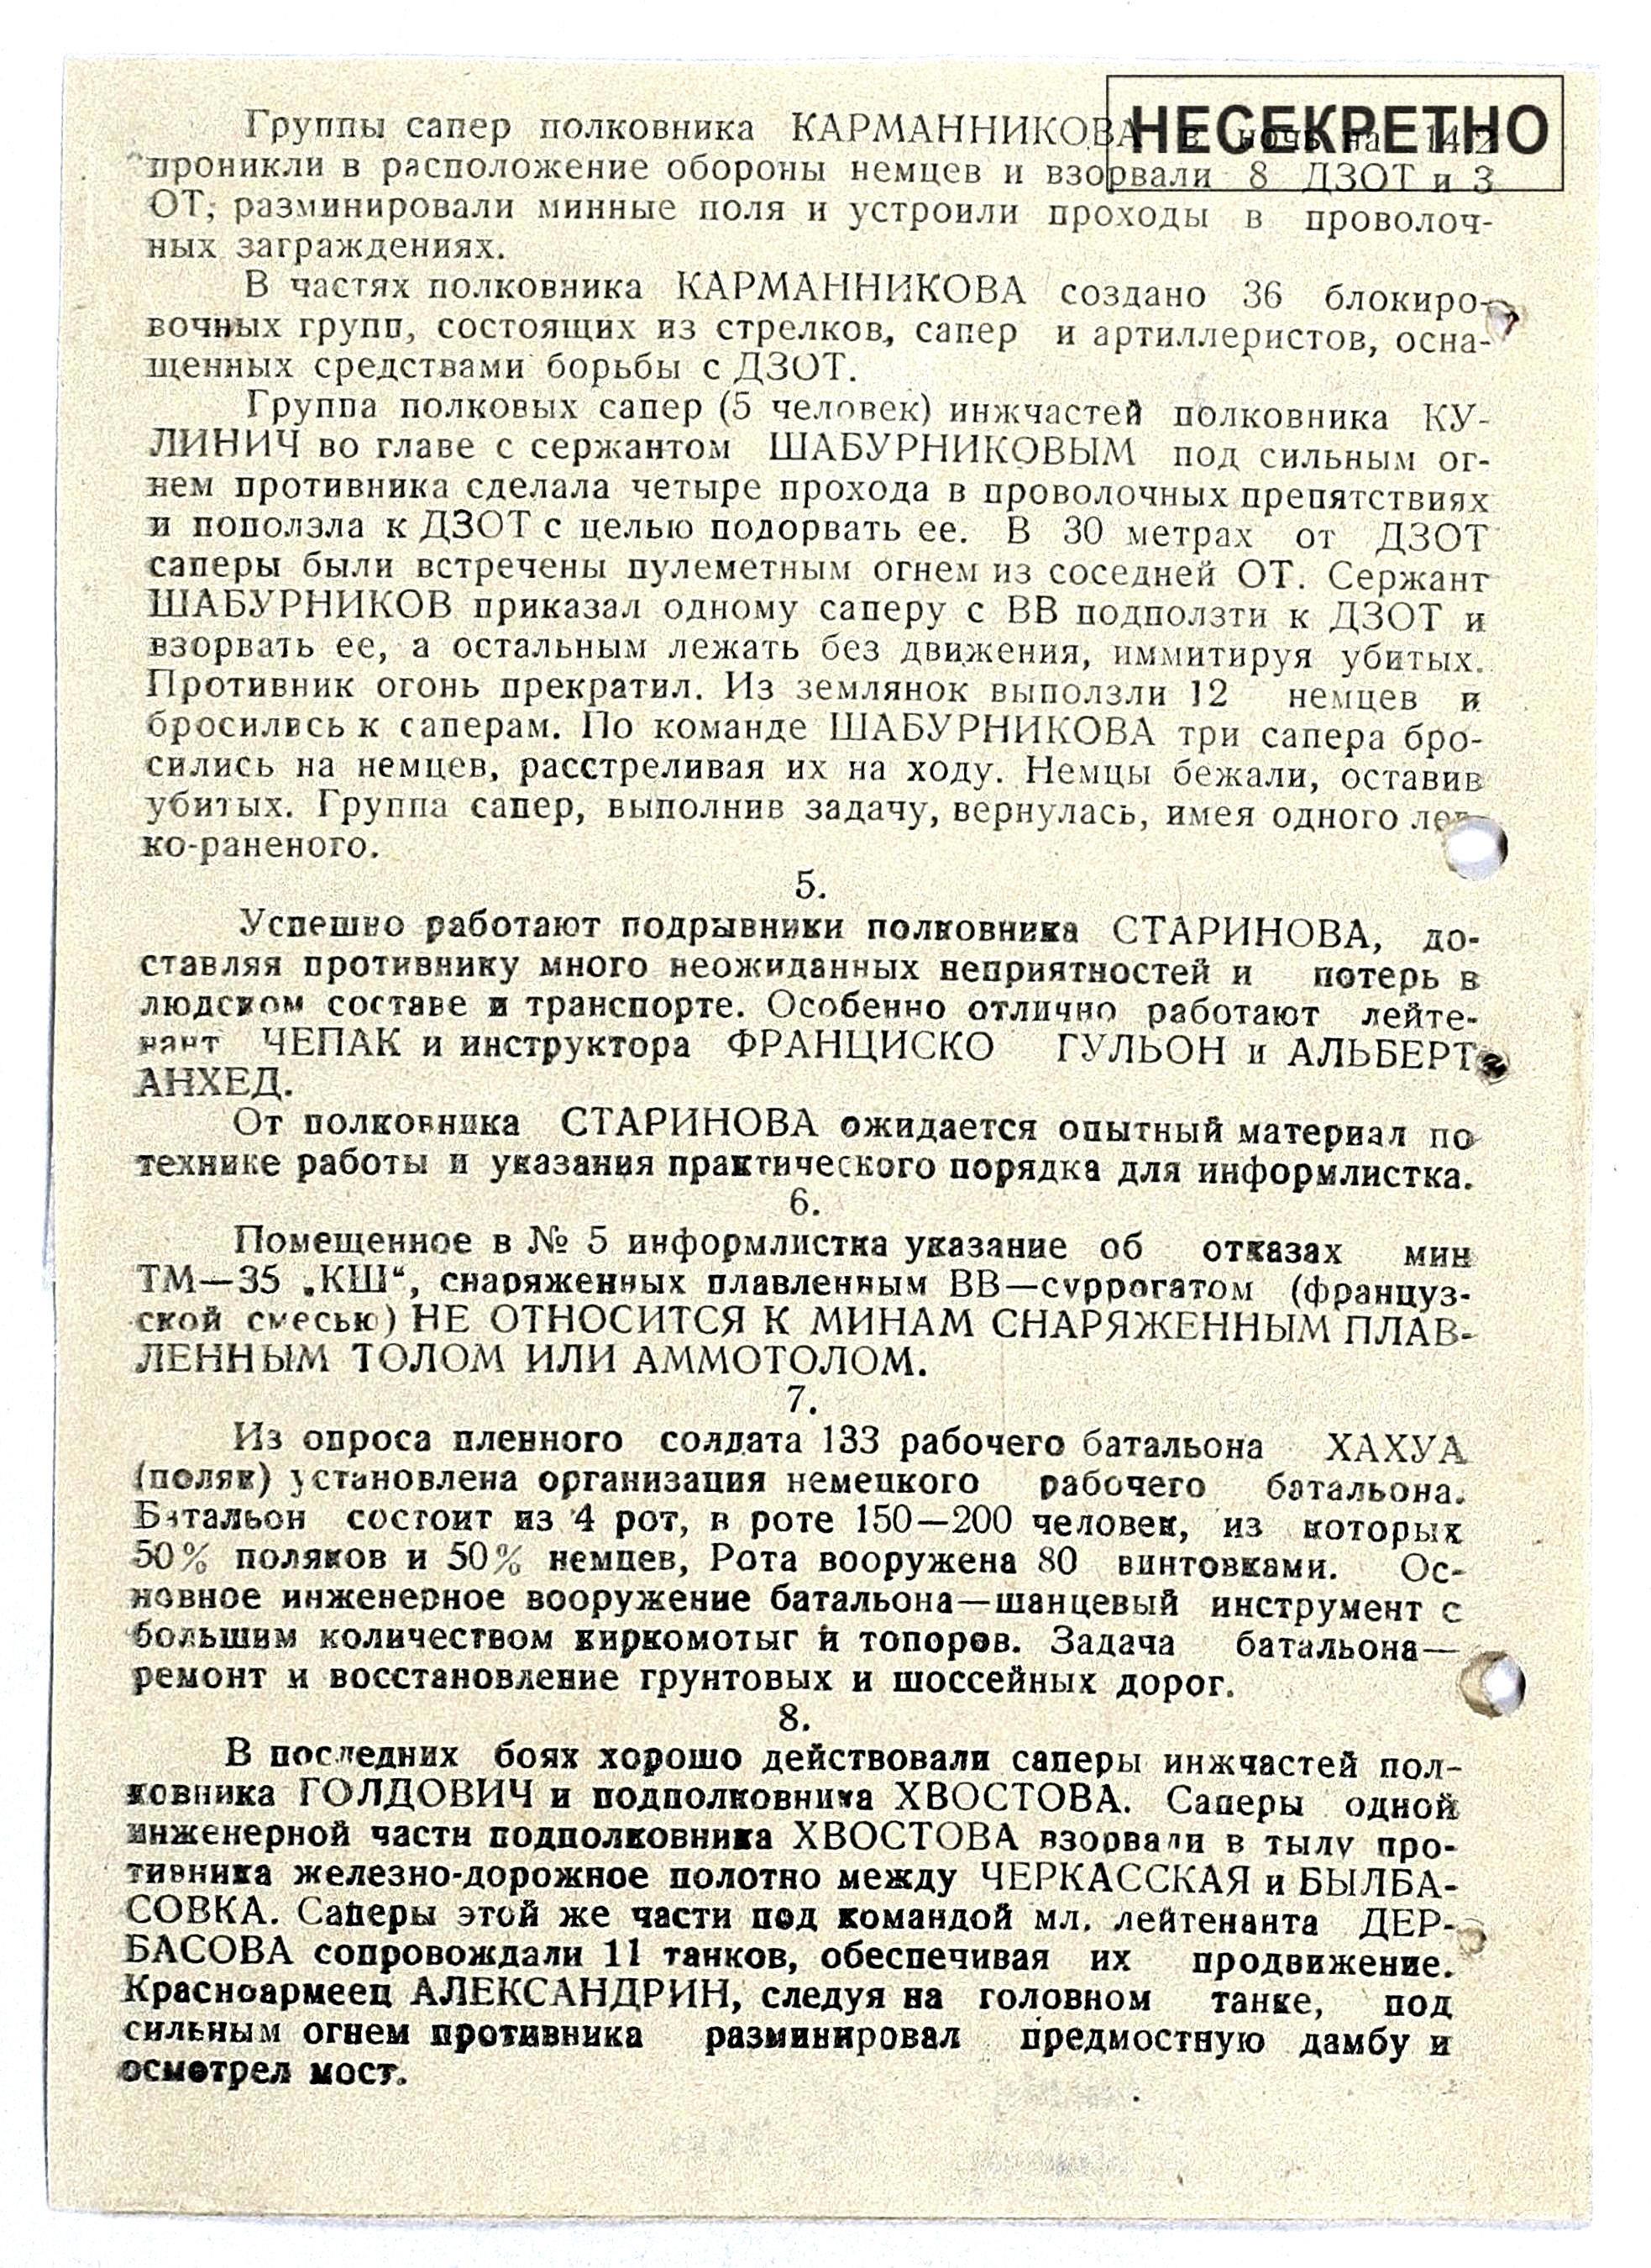 НЕСЕКРЕТНО
Группы сапер полковника КАРМАННИКОВА в ночь на 14.2
проникли в расположение обороны немцев и взорвали 8 ДЗОТ и 3
ОТ, разминировали минные поля и устроили проходы в проволоч-
ных заграждениях.
В частях полковника КАРМАННИКОВА создано 36 блокиро-
вочных групп, состоящих из стрелков, сапер и артиллеристов, осна-
щенных средствами борьбы с ДЗОТ.
Группа полковых сапер (5 человек) инжчастей полковника КУ-
ЛИНИЧ во главе с сержантом ШАБУРНИКОВЫМ под сильным ог-
нем противника сделала четыре прохода в проволочных препятствиях
и поползла к ДЗОТ с целью подорвать ее. В 30 метрах от ДЗОТ
саперы были встречены пулеметным огнем из соседней ОТ. Сержант
ШАБУРНИКОВ приказал одному саперу с ВВ подползти к ДЗОТ и
взорвать ее, а остальным лежать без движения, иммитируя убитых.
Противник огонь прекратил. Из землянок выползли 12 немцев и
бросились к саперам. По команде ШАБУРНИКОВА три сапера бро-
сились на немцев, расстреливая их на ходу. Немцы бежали, оставив
убитых. Группа сапер, выполнив задачу, вернулась, имея одного лег-
ко-раненого.
5.
Успешно работают подрывники полковника СТАРИНОВА, до-
ставляя противнику много неожиданных неприятностей и потерь в
людском составе и транспорте. Особенно отлично работают лейте-
нант ЧЕПАК и инструктора ФРАНЦИСКО ГУЛЬОН и АЛЬБЕРТ
АНХЕД.
От полковника СТАРИНОВА ожидается опытный материал по
технике работы и указания практического порядка для информлистка.
6.
Помещенное в № 5 информлистка указание об отказах мин
ТМ—35 „КШ“, снаряженных плавленным ВВ—суррогатом (француз-
ской смесью) НЕ ОТНОСИТСЯ К МИНАМ СНАРЯЖЕННЫМ ПЛАВ-
ЛЕННЫМ ТОЛОМ ИЛИ АММОТОЛОМ.
7.
Из опроса пленного солдата 133 рабочего батальона ХАХУА
(поляк) установлена организация немецкого рабочего батальона.
Батальон состоит из 4 рот, в роте 150—200 человек, из которых
50% поляков и 50% немцев, Рота вооружена 80 винтовками. Ос-
новное инженерное вооружение батальона—шанцевый инструмент с
большим количеством киркомотыг и топоров. Задача батальона—
ремонт и восстановление грунтовых и шоссейных дорог.
8.
В последних боях хорошо действовали саперы инжчастей пол-
ковника ГОЛДОВИЧ и подполковника ХВОСТОВА. Саперы одной
инженерной части подполковника ХВОСТОВА взорвали в тылу про-
тивника железно-дорожное полотно между ЧЕРКАССКАЯ и БЫЛБА-
СОВКА. Саперы этой же части под командой мл. лейтенанта ДЕР-
БАСОВА сопровождали 11 танков, обеспечивая их продвижение.
Красноармеец АЛЕКСАНДРИН, следуя на головном танке, под
сильным огнем противника разминировал предмостную дамбу и
осмотрел мост.